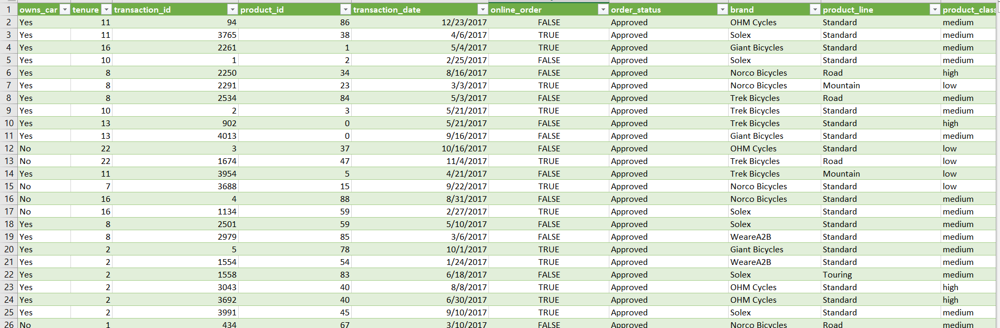 1 owns_car tenure transaction_id product_id transaction_date online_order order_status brand product_line product_class
2 Yes 11 94 86 12/23/2017 FALSE Approved OHM Cycles Standard medium
3 Yes 11 3765 38 4/6/2017 TRUE Approved Solex Standard medium
4 Yes 16 2261 1 5/4/2017 TRUE Approved Giant Bicycles Standard medium
5 Yes 10 1 2 2/25/2017 FALSE Approved Solex Standard medium
6 Yes 8 2250 34 8/16/2017 FALSE Approved Norco Bicycles Road high
7 Yes 8 2291 23 3/3/2017 TRUE Approved Norco Bicycles Mountain low
8 Yes 8 2534 84 5/3/2017 FALSE Approved Trek Bicycles Road medium
9 Yes 10 2 3 5/21/2017 TRUE Approved Trek Bicycles Standard medium
10 Yes 13 902 0 5/21/2017 FALSE Approved Trek Bicycles Standard high
11 Yes 13 4013 0 9/16/2017 FALSE Approved Giant Bicycles Standard medium
12 No 22 3 37 10/16/2017 FALSE Approved OHM Cycles Standard low
13 No 22 1674 47 11/4/2017 TRUE Approved Trek Bicycles Road low
14 Yes 11 3954 5 4/21/2017 FALSE Approved Trek Bicycles Mountain low
15 No 7 3688 15 9/22/2017 TRUE Approved Norco Bicycles Standard low
16 No 16 4 88 8/31/2017 FALSE Approved Norco Bicycles Standard medium
17 No 16 1134 59 2/27/2017 TRUE Approved Solex Standard medium
18 Yes 8 2501 59 5/10/2017 FALSE Approved Solex Standard medium
19 Yes 8 2979 85 3/6/2017 FALSE Approved WeareA2B Standard medium
20 Yes 2 5 78 10/1/2017 TRUE Approved Giant Bicycles Standard medium
21 Yes 2 1554 54 1/24/2017 TRUE Approved WeareA2B Standard medium
22 Yes 2 1558 83 6/18/2017 FALSE Approved Solex Touring medium
23 Yes 2 3043 40 8/8/2017 TRUE Approved OHM Cycles Standard high
24 Yes 2 3692 40 6/30/2017 TRUE Approved OHM Cycles Standard high
25 Yes 2 3991 45 9/10/2017 TRUE Approved Solex Standard medium
26 No 1 434 67 3/10/2017 FALSE Approved Norco Bicycles Road medium